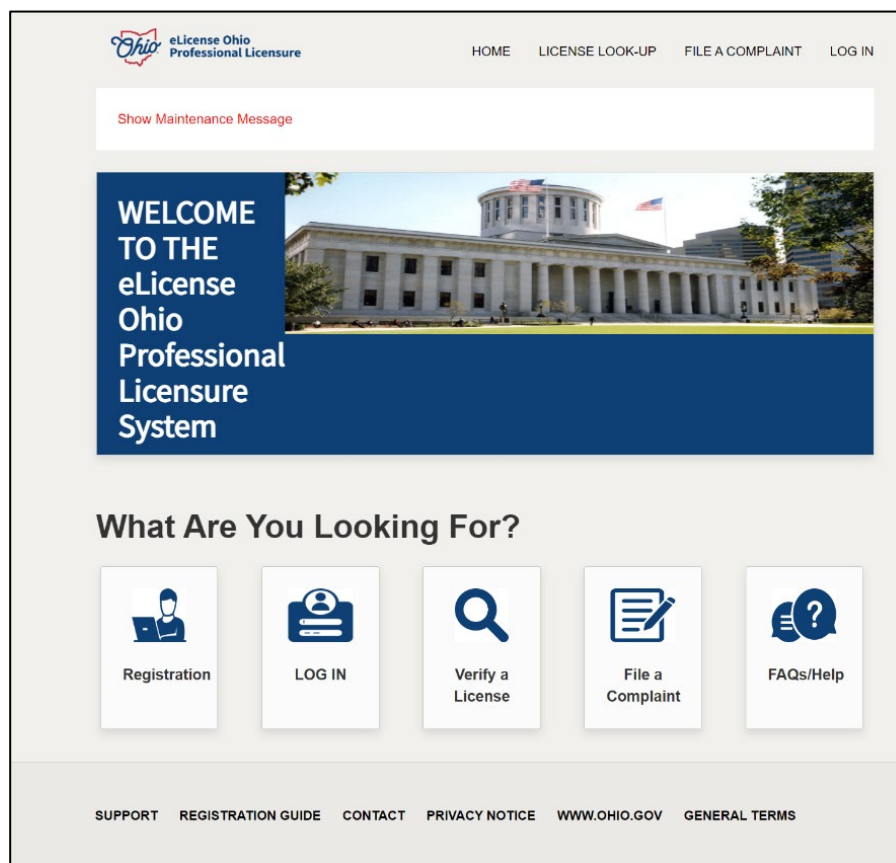 Ohio
eLicense Ohio
Professional Licensure
HOME LICENSE LOOK-UP FILE A COMPLAINT LOG IN
Show Maintenance Message
WELCOME
TO THE
eLicense
Ohio
Professional
Licensure
System
What Are You Looking For?
Registration
LOG IN
Verify a
License
File a
Complaint
FAQs/Help
SUPPORT REGISTRATION GUIDE CONTACT PRIVACY NOTICE WWW.OHIO.GOV GENERAL TERMS